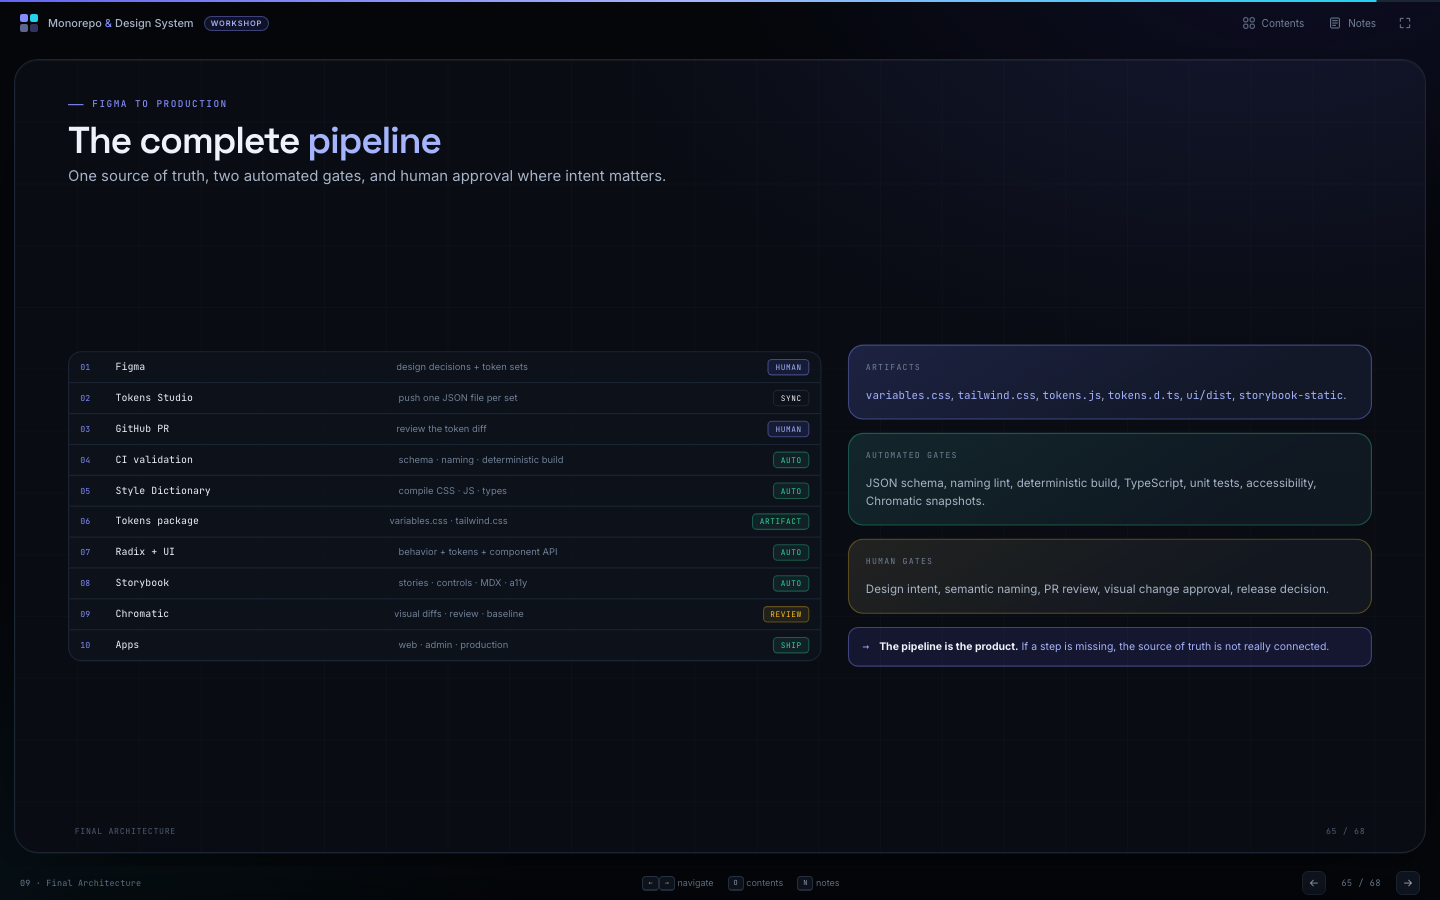 Monorepo & Design System WORKSHOP
Contents Notes
FIGMA TO PRODUCTION
The complete pipeline
One source of truth, two automated gates, and human approval where intent matters.
01 Figma design decisions + token sets HUMAN
02 Tokens Studio push one JSON file per set SYNC
03 GitHub PR review the token diff HUMAN
04 CI validation schema · naming · deterministic build AUTO
05 Style Dictionary compile CSS · JS · types AUTO
06 Tokens package variables.css · tailwind.css ARTIFACT
07 Radix + UI behavior + tokens + component API AUTO
08 Storybook stories · controls · MDX · a11y AUTO
09 Chromatic visual diffs · review · baseline REVIEW
10 Apps web · admin · production SHIP
ARTIFACTS
variables.css, tailwind.css, tokens.js, tokens.d.ts, ui/dist, storybook-static.
AUTOMATED GATES
JSON schema, naming lint, deterministic build, TypeScript, unit tests, accessibility,
Chromatic snapshots.
HUMAN GATES
Design intent, semantic naming, PR review, visual change approval, release decision.
→ The pipeline is the product. If a step is missing, the source of truth is not really connected.
FINAL ARCHITECTURE
65 / 68
09 · Final Architecture
← → navigate O contents N notes
← 65 / 68 →